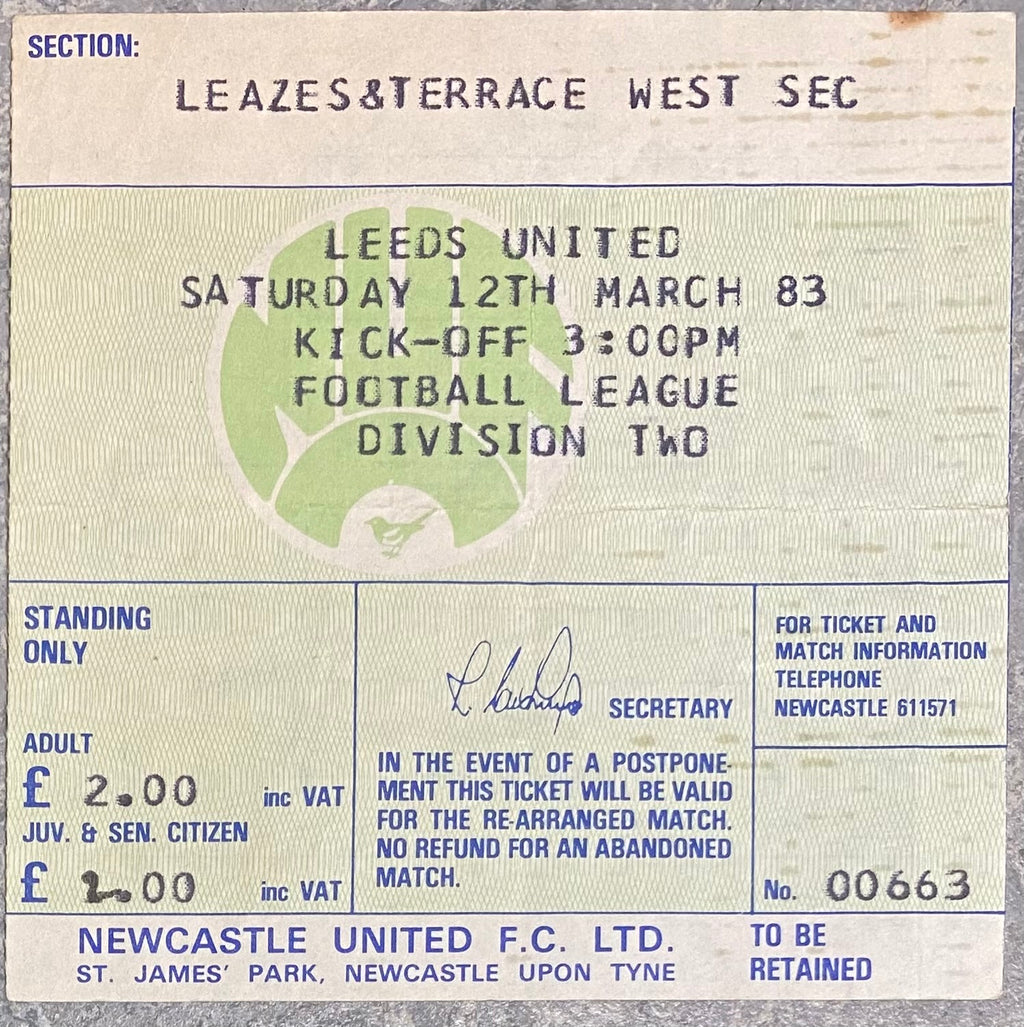 SECTION:
LEAZES&TERRACE WEST SEC
LEEDS UNITED
SATURDAY 12TH MARCH 83
KICK-OFF 3:00PM
FOOTBALL LEAGUE
DIVISION TWO
STANDING
ONLY
ADULT
£ 2.00 inc VAT
JUV. & SEN. CITIZEN
£ 2.00 inc VAT
SECRETARY
IN THE EVENT OF A POSTPONE-
MENT THIS TICKET WILL BE VALID
FOR THE RE-ARRANGED MATCH.
NO REFUND FOR AN ABANDONED
MATCH.
FOR TICKET AND
MATCH INFORMATION
TELEPHONE
NEWCASTLE 611571
No. 00663
NEWCASTLE UNITED F.C. LTD.
ST. JAMES' PARK, NEWCASTLE UPON TYNE
TO BE
RETAINED